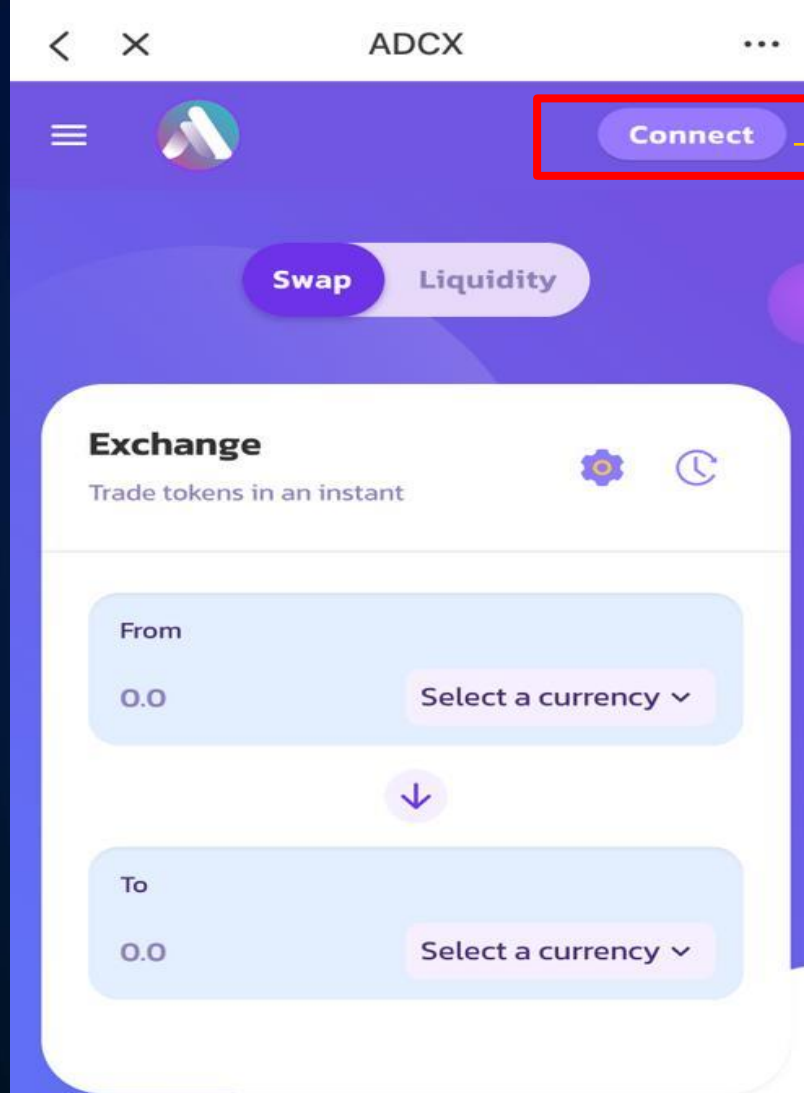 ADCX
Connect
Swap Liquidity
Exchange
Trade tokens in an instant
From
0.0 Select a currency
To
0.0 Select a currency